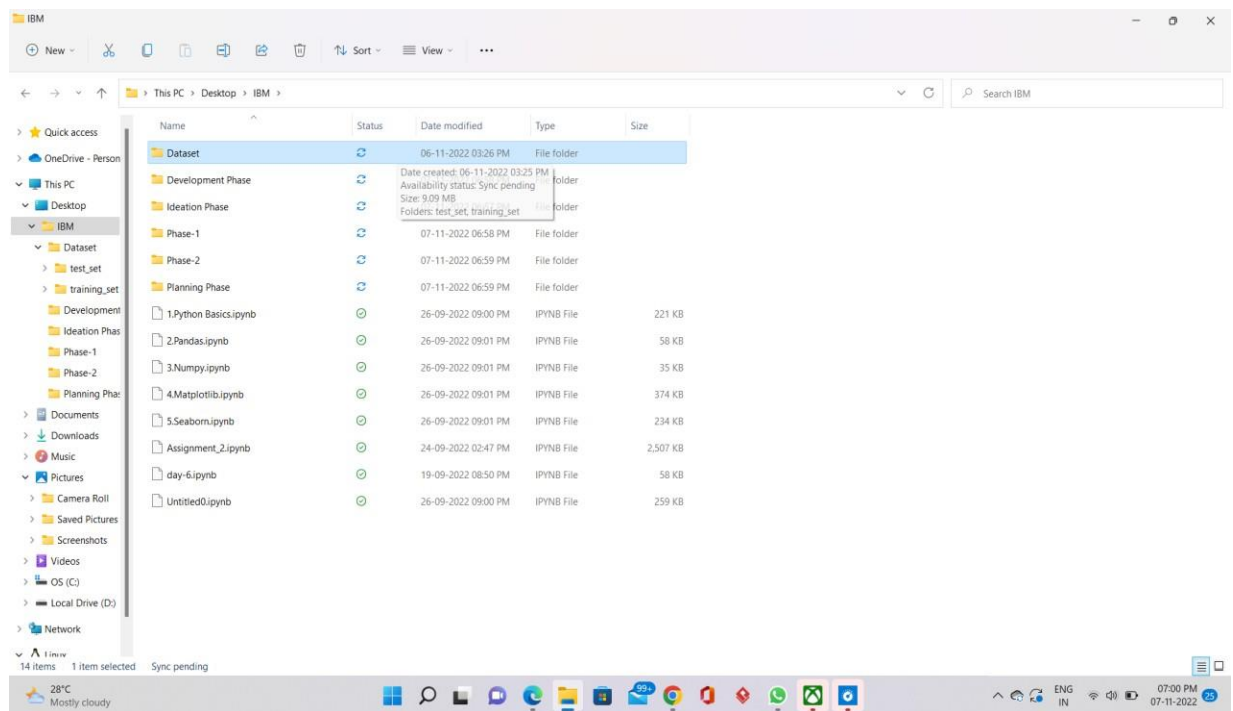 IBM
New
Sort
View
This PC > Desktop > IBM >
Search IBM
Name Status Date modified Type Size
Quick access
OneDrive - Person
This PC
Desktop
IBM
Dataset
test_set
training_set
Development
Ideation Phas
Phase-1
Phase-2
Planning Phas
Documents
Downloads
Music
Pictures
Camera Roll
Saved Pictures
Screenshots
Videos
OS (C:)
Local Drive (D:)
Network
Linux
Dataset 06-11-2022 03:26 PM File folder
Date created: 06-11-2022 03:25 PM
Availability status: Sync pending
Size: 9.09 MB
Folders: test_set, training_set
Development Phase folder
Ideation Phase folder
Phase-1 07-11-2022 06:58 PM File folder
Phase-2 07-11-2022 06:59 PM File folder
Planning Phase 07-11-2022 06:59 PM File folder
1.Python Basics.ipynb 26-09-2022 09:00 PM IPYNB File 221 KB
2.Pandas.ipynb 26-09-2022 09:01 PM IPYNB File 58 KB
3.Numpy.ipynb 26-09-2022 09:01 PM IPYNB File 35 KB
4.Matplotlib.ipynb 26-09-2022 09:01 PM IPYNB File 374 KB
5.Seaborn.ipynb 26-09-2022 09:01 PM IPYNB File 234 KB
Assignment_2.ipynb 24-09-2022 02:47 PM IPYNB File 2,507 KB
day-6.ipynb 19-09-2022 08:50 PM IPYNB File 58 KB
Untitled0.ipynb 26-09-2022 09:00 PM IPYNB File 259 KB
14 items 1 item selected Sync pending
28°C
Mostly cloudy
99+
ENG
IN
07:00 PM
07-11-2022
25